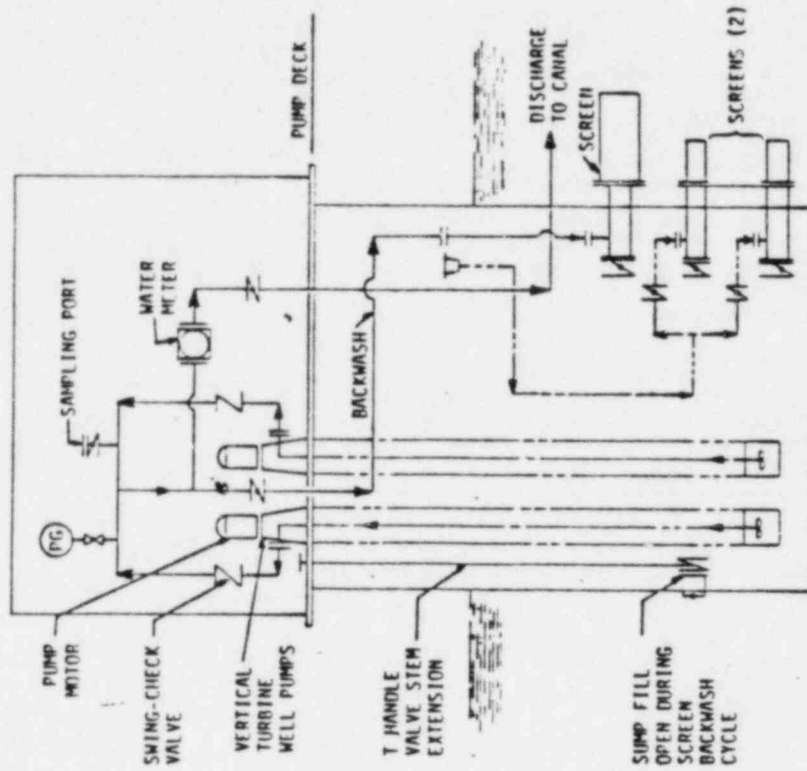 SAMPLING PORT
WATER
METER
PG
PUMP
MOTOR
SWING-CHECK
VALVE
VERTICAL
TURBINE
WELL PUMPS
PUMP DECK
BACKWASH
DISCHARGE
TO CANAL
SCREEN
SCREENS (2)
T HANDLE
VALVE STEM
EXTENSION
SUMP FILL
OPEN DURING
SCREEN
BACKWASH
CYCLE